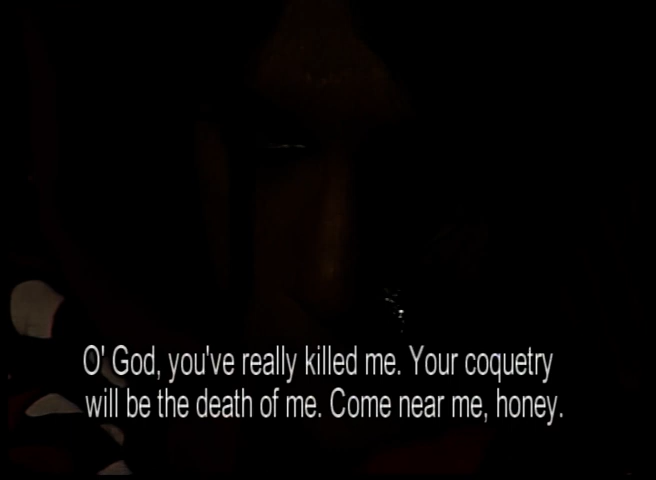 O' God, you've really killed me. Your coquetry
will be the death of me. Come near me, honey.